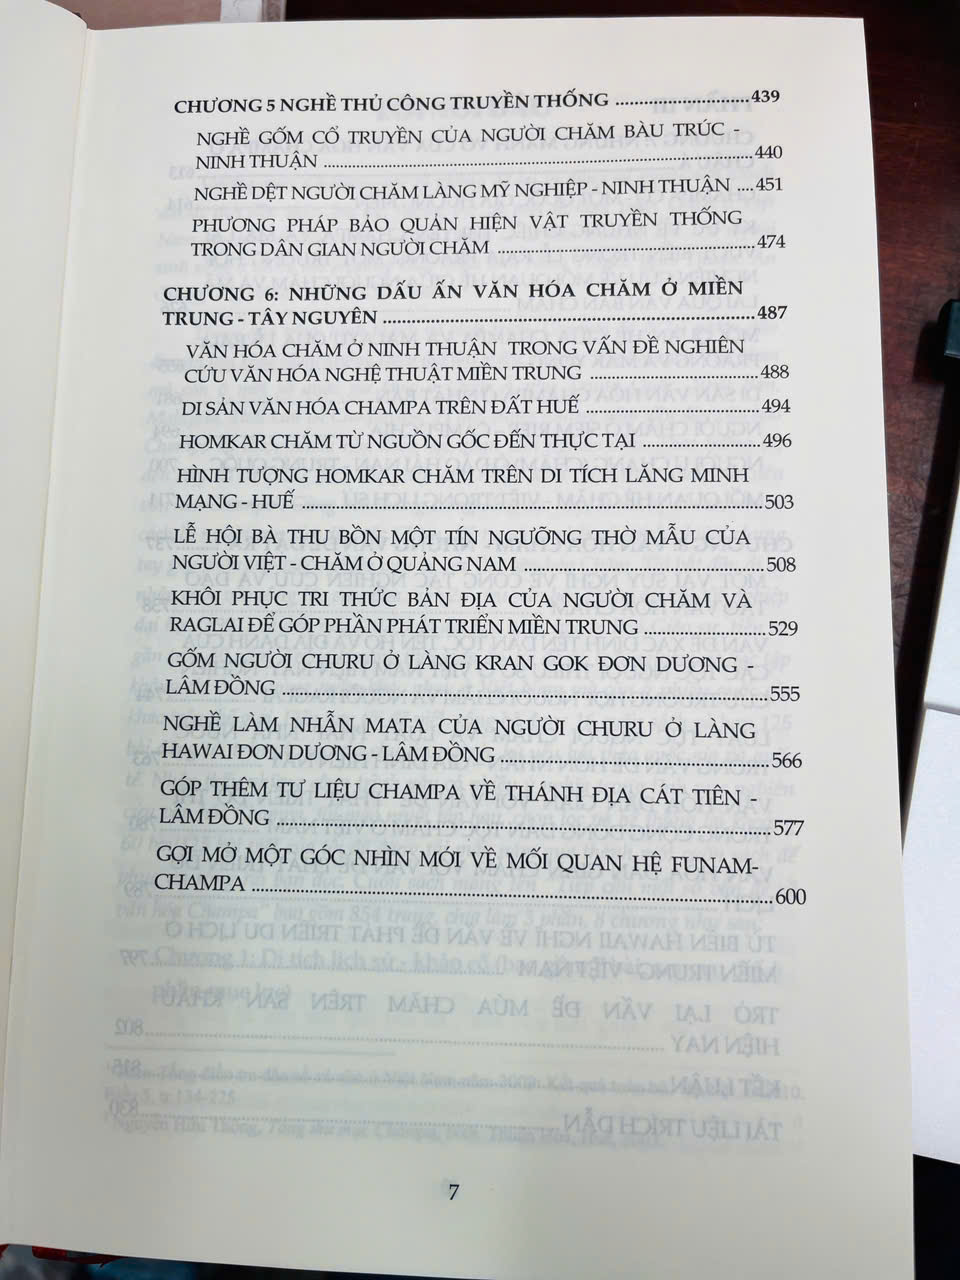 CHƯƠNG 5 NGHỀ THỦ CÔNG TRUYỀN THỐNG ........................439
NGHỀ GỐM CỔ TRUYỀN CỦA NGƯỜI CHĂM BÀU TRÚC -
NINH THUẬN ........................440
NGHỀ DỆT NGƯỜI CHĂM LÀNG MỸ NGHIỆP - NINH THUẬN ....451
PHƯƠNG PHÁP BẢO QUẢN HIỆN VẬT TRUYỀN THỐNG
TRONG DÂN GIAN NGƯỜI CHĂM ........................474
CHƯƠNG 6: NHỮNG DẤU ẤN VĂN HÓA CHĂM Ở MIỀN
TRUNG - TÂY NGUYÊN ........................487
VĂN HÓA CHĂM Ở NINH THUẬN TRONG VẤN ĐỀ NGHIÊN
CỨU VĂN HÓA NGHỆ THUẬT MIỀN TRUNG ........................488
DI SẢN VĂN HÓA CHAMPA TRÊN ĐẤT HUẾ ........................494
HOMKAR CHĂM TỪ NGUỒN GỐC ĐẾN THỰC TẠI ........................496
HÌNH TƯỢNG HOMKAR CHĂM TRÊN DI TÍCH LĂNG MINH
MẠNG - HUẾ ........................503
LỄ HỘI BÀ THU BỒN MỘT TÍN NGƯỠNG THỜ MẪU CỦA
NGƯỜI VIỆT - CHĂM Ở QUẢNG NAM ........................508
KHÔI PHỤC TRI THỨC BẢN ĐỊA CỦA NGƯỜI CHĂM VÀ
RAGLAI ĐỂ GÓP PHẦN PHÁT TRIỂN MIỀN TRUNG ........................529
GỐM NGƯỜI CHURU Ở LÀNG KRAN GOK ĐƠN DƯƠNG -
LÂM ĐỒNG ........................555
NGHỀ LÀM NHẪN MATA CỦA NGƯỜI CHURU Ở LÀNG
HAWAI ĐƠN DƯƠNG - LÂM ĐỒNG ........................566
GÓP THÊM TƯ LIỆU CHAMPA VỀ THÁNH ĐỊA CÁT TIÊN -
LÂM ĐỒNG ........................577
GỢI MỞ MỘT GÓC NHÌN MỚI VỀ MỐI QUAN HỆ FUNAM-
CHAMPA ........................600
7